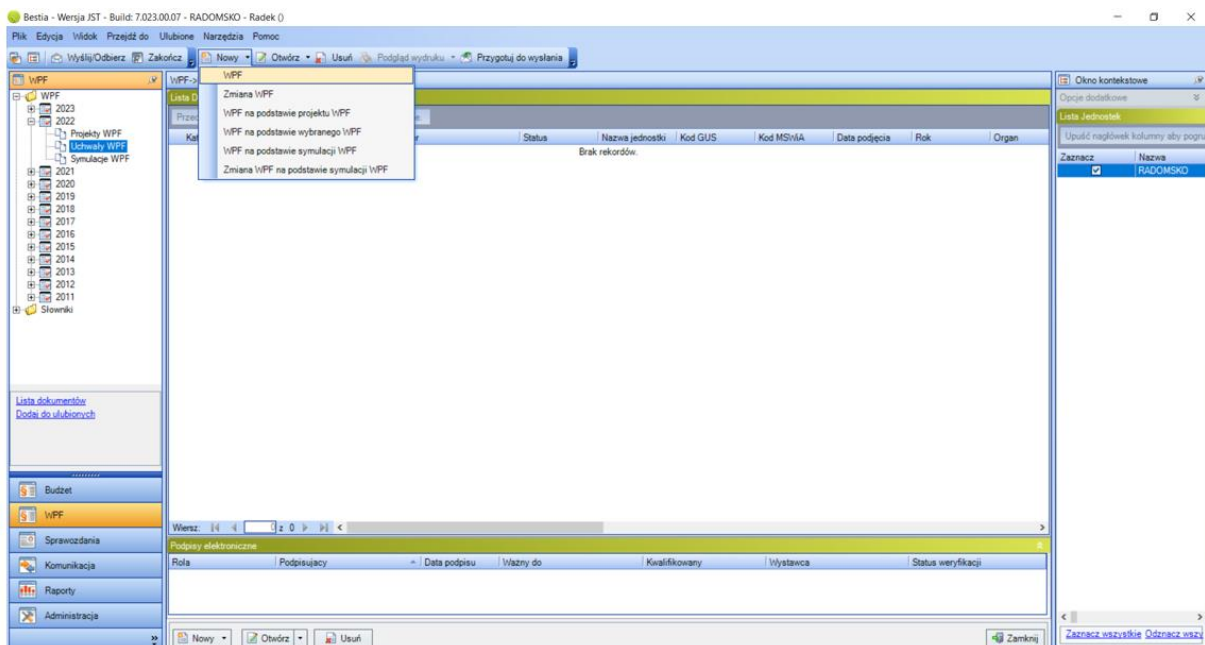 Bestia - Wersja JST - Build: 7.023.00.07 - RADOMSKO - Radek ()
Plik Edycja Widok Przejdź do Ulubione Narzędzia Pomoc
Wyślij/Odbierz Zakończ Nowy Otwórz Usuń Podgląd wydruku Przygotuj do wysłania
WPF
WPF->
Okno kontekstowe
WPF
Zmiana WPF
WPF na podstawie projektu WPF
WPF na podstawie wybranego WPF
WPF na podstawie symulacji WPF
Zmiana WPF na podstawie symulacji WPF
WPF
2023
2022
Projekty WPF
Uchwały WPF
Symulacje WPF
2021
2020
2019
2018
2017
2016
2015
2014
2013
2012
2011
Słowniki
Lista dokumentów
Dodaj do ulubionych
Budżet
WPF
Sprawozdania
Komunikacja
Raporty
Administracja
Lista D
Status Nazwa jednostki Kod GUS Kod MSWiA Data podjęcia Rok Organ
Brak rekordów.
Wiersz: 0 z 0
Podpisy elektroniczne
Rola Podpisujacy Data podpisu Ważny do Kwalifikowany Wystawca Status weryfikacji
Nowy Otwórz Usuń Zamknij
Opcje dodatkowe
Lista Jednostek
Upuść nagłówek kolumny aby pogru
Zaznacz Nazwa
RADOMSKO
Zaznacz wszystkie Odznacz wszy